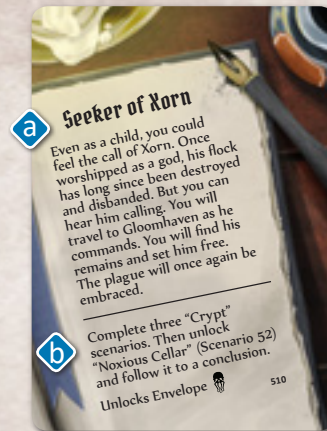 Seeker of Xorn
a
Even as a child, you could
feel the call of Xorn. Once
worshipped as a god, his flock
has long since been destroyed
and disbanded. But you can
hear him calling. You will
travel to Gloomhaven as he
commands. You will find his
remains and set him free.
The plague will once again be
embraced.
b
Complete three “Crypt”
scenarios. Then unlock
“Noxious Cellar” (Scenario 52)
and follow it to a conclusion.
Unlocks Envelope
510